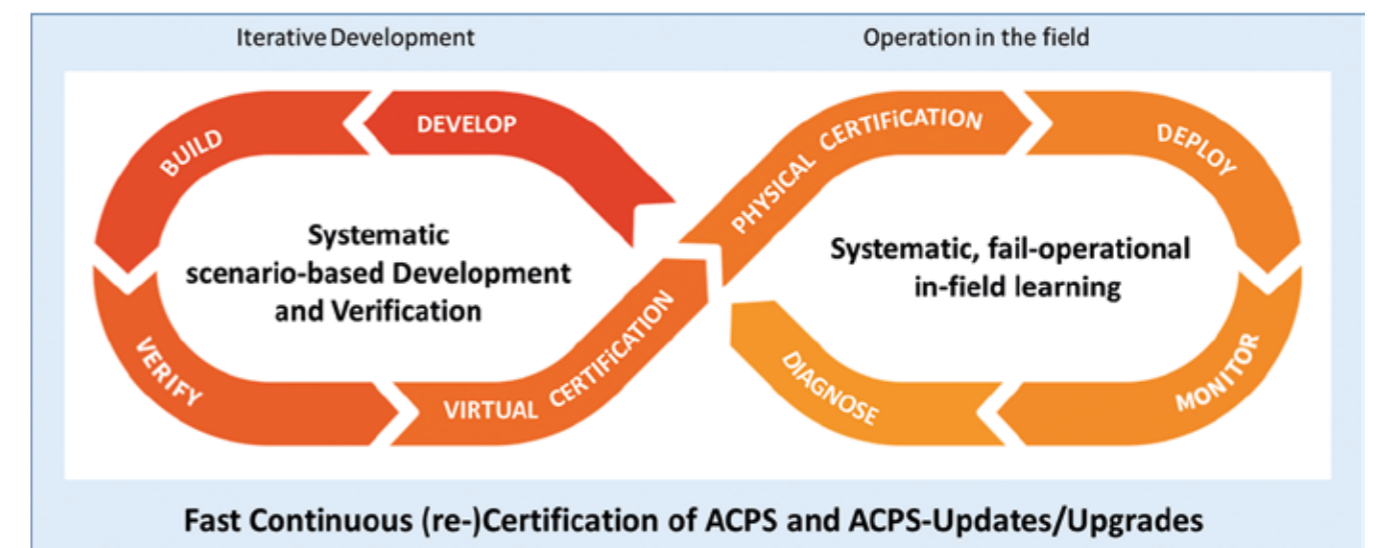 Iterative Development
Operation in the field
DEVELOP
BUILD
VERIFY
VIRTUAL CERTIFiCATION
PHYSICAL CERTIFiCATION
DEPLOY
MONITOR
DIAGNOSE
Systematic
scenario-based Development
and Verification
Systematic, fail-operational
in-field learning
Fast Continuous (re-)Certification of ACPS and ACPS-Updates/Upgrades